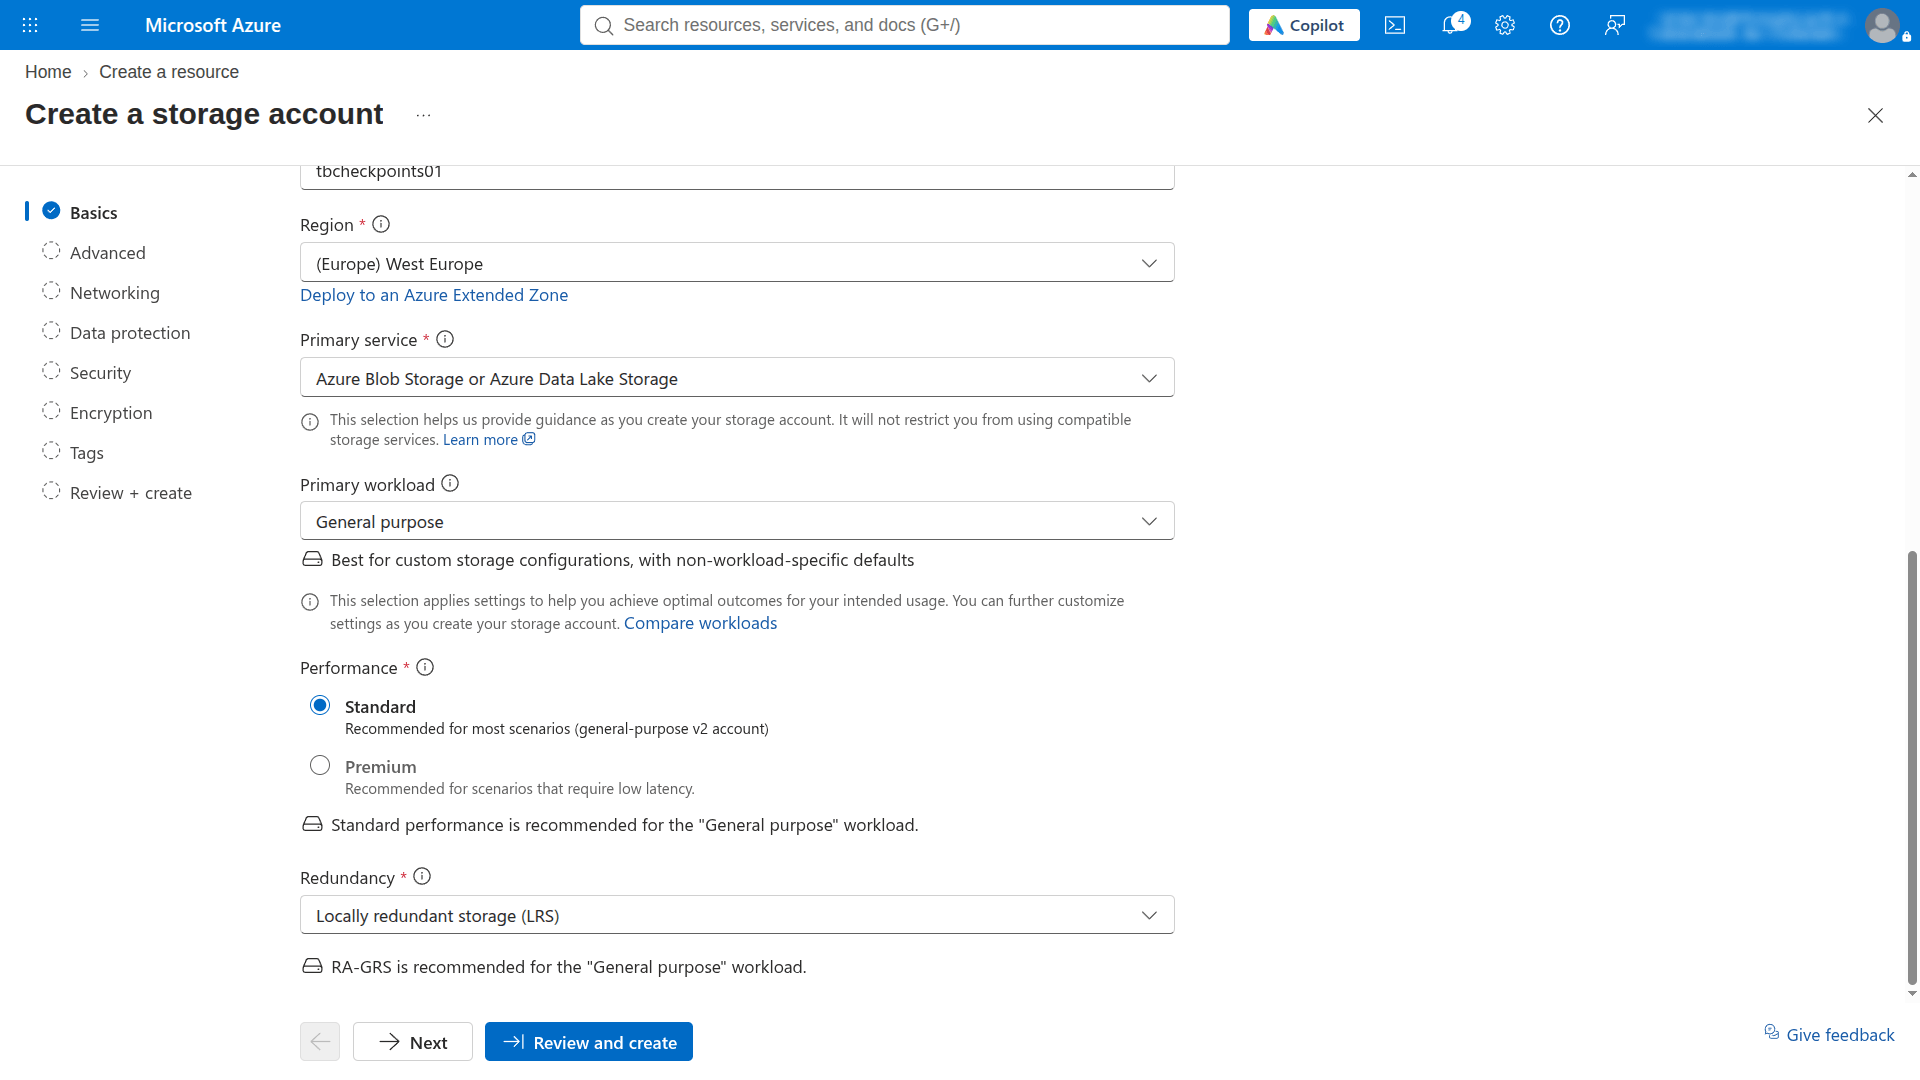 Microsoft Azure
Search resources, services, and docs (G+/)
Copilot
4
Home › Create a resource
Create a storage account ...
tbcheckpoints01
Basics
Advanced
Networking
Data protection
Security
Encryption
Tags
Review + create
Region *
(Europe) West Europe
Deploy to an Azure Extended Zone
Primary service *
Azure Blob Storage or Azure Data Lake Storage
This selection helps us provide guidance as you create your storage account. It will not restrict you from using compatible
storage services. Learn more
Primary workload
General purpose
Best for custom storage configurations, with non-workload-specific defaults
This selection applies settings to help you achieve optimal outcomes for your intended usage. You can further customize
settings as you create your storage account. Compare workloads
Performance *
Standard
Recommended for most scenarios (general-purpose v2 account)
Premium
Recommended for scenarios that require low latency.
Standard performance is recommended for the "General purpose" workload.
Redundancy *
Locally redundant storage (LRS)
RA-GRS is recommended for the "General purpose" workload.
Next
Review and create
Give feedback